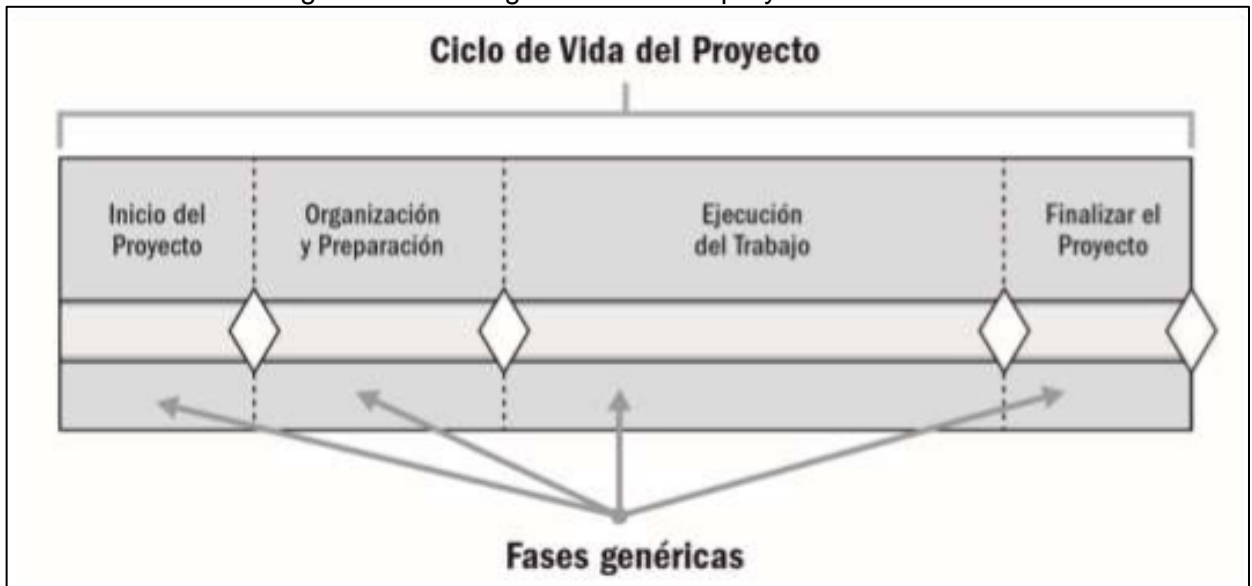 Ciclo de Vida del Proyecto
Inicio del
Proyecto
Organización
y Preparación
Ejecución
del Trabajo
Finalizar el
Proyecto
Fases genéricas